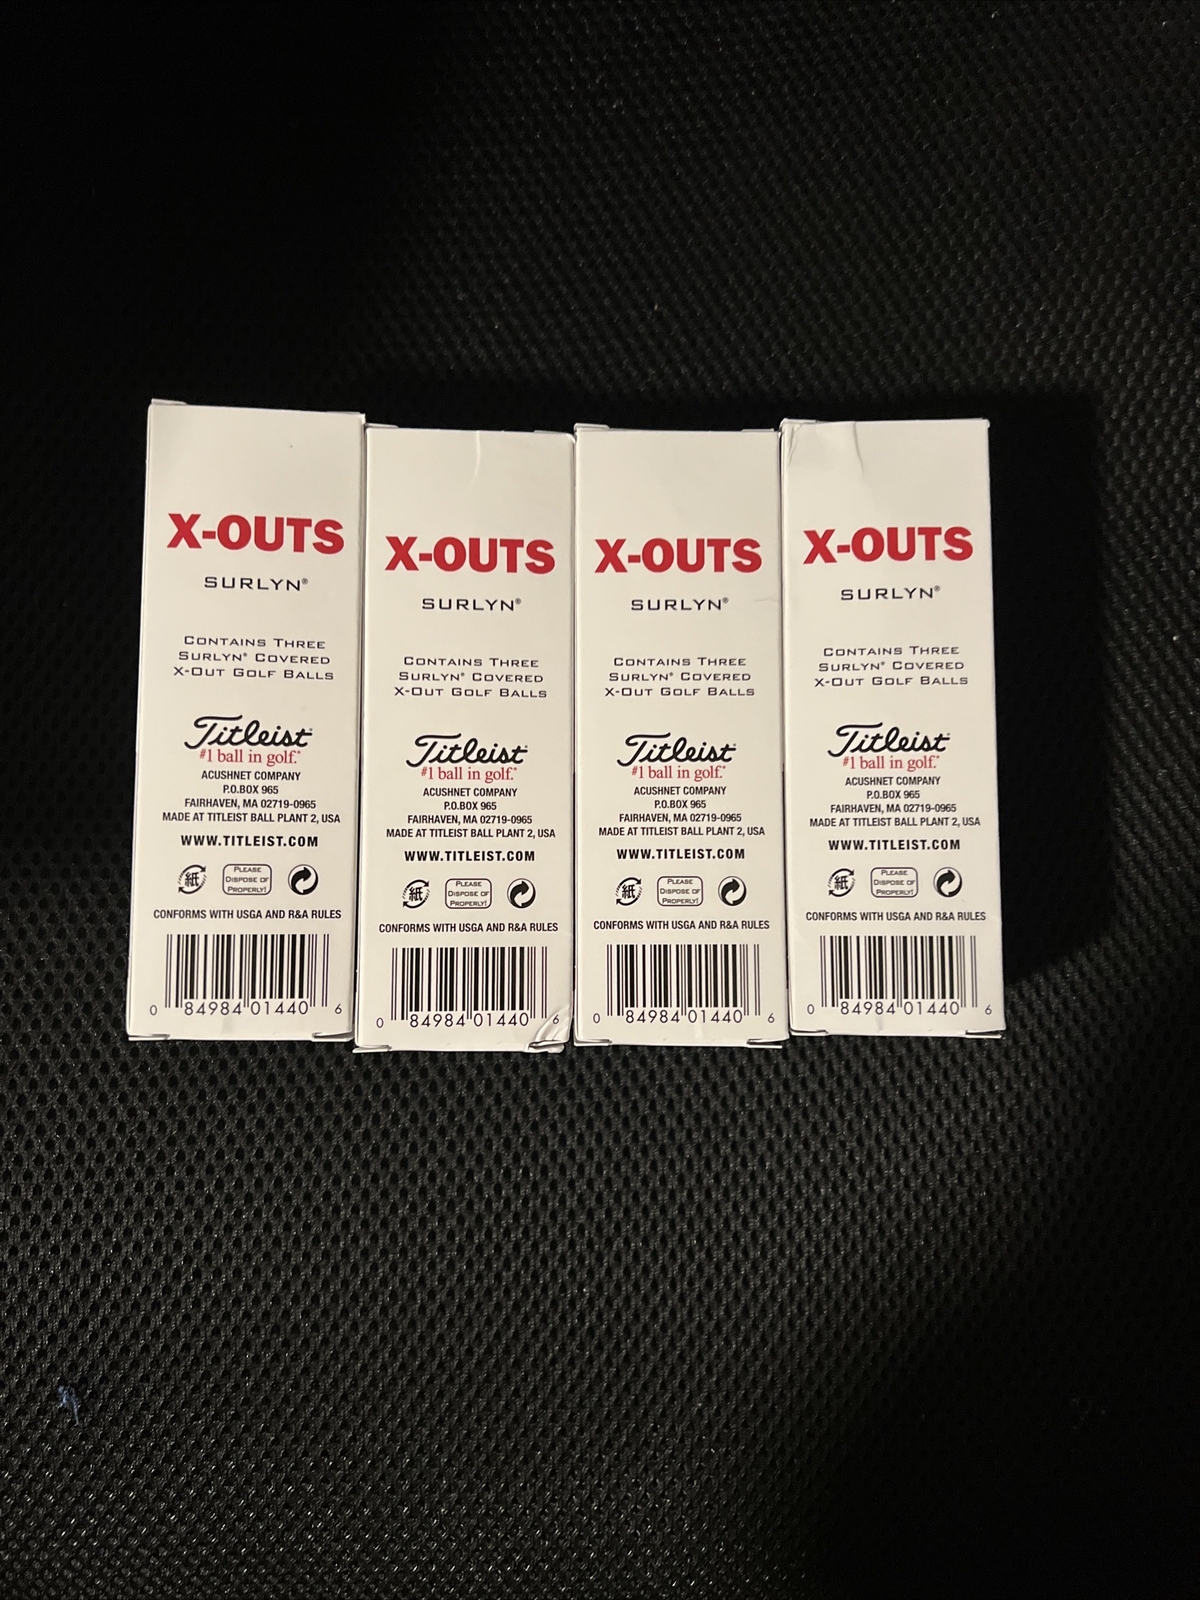 X-OUTS
SURLYN®
CONTAINS THREE
SURLYN® COVERED
X-OUT GOLF BALLS
Titleist™
#1 ball in golf.®
ACUSHNET COMPANY
P.O.BOX 965
FAIRHAVEN, MA 02719-0965
MADE AT TITLEIST BALL PLANT 2, USA
WWW.TITLEIST.COM
紙
PLEASE
DISPOSE OF
PROPERLY!
CONFORMS WITH USGA AND R&A RULES
0 84984 01440 6
X-OUTS
SURLYN®
CONTAINS THREE
SURLYN® COVERED
X-OUT GOLF BALLS
Titleist™
#1 ball in golf.®
ACUSHNET COMPANY
P.O.BOX 965
FAIRHAVEN, MA 02719-0965
MADE AT TITLEIST BALL PLANT 2, USA
WWW.TITLEIST.COM
紙
PLEASE
DISPOSE OF
PROPERLY!
CONFORMS WITH USGA AND R&A RULES
0 84984 01440 6
X-OUTS
SURLYN®
CONTAINS THREE
SURLYN® COVERED
X-OUT GOLF BALLS
Titleist™
#1 ball in golf.®
ACUSHNET COMPANY
P.O.BOX 965
FAIRHAVEN, MA 02719-0965
MADE AT TITLEIST BALL PLANT 2, USA
WWW.TITLEIST.COM
紙
PLEASE
DISPOSE OF
PROPERLY!
CONFORMS WITH USGA AND R&A RULES
0 84984 01440 6
X-OUTS
SURLYN®
CONTAINS THREE
SURLYN® COVERED
X-OUT GOLF BALLS
Titleist™
#1 ball in golf.®
ACUSHNET COMPANY
P.O.BOX 965
FAIRHAVEN, MA 02719-0965
MADE AT TITLEIST BALL PLANT 2, USA
WWW.TITLEIST.COM
紙
PLEASE
DISPOSE OF
PROPERLY!
CONFORMS WITH USGA AND R&A RULES
0 84984 01440 6